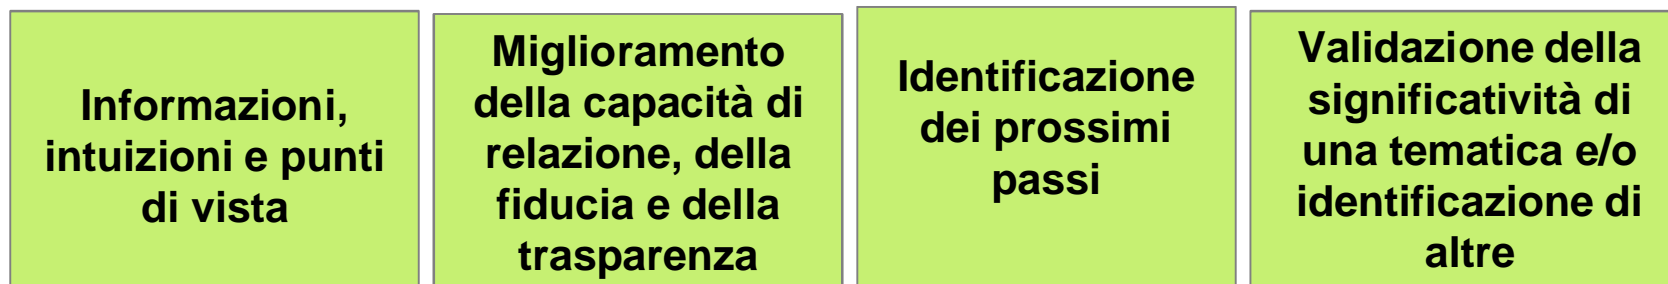 Informazioni,
intuizioni e punti
di vista
Miglioramento
della capacità di
relazione, della
fiducia e della
trasparenza
Identificazione
dei prossimi
passi
Validazione della
significatività di
una tematica e/o
identificazione di
altre